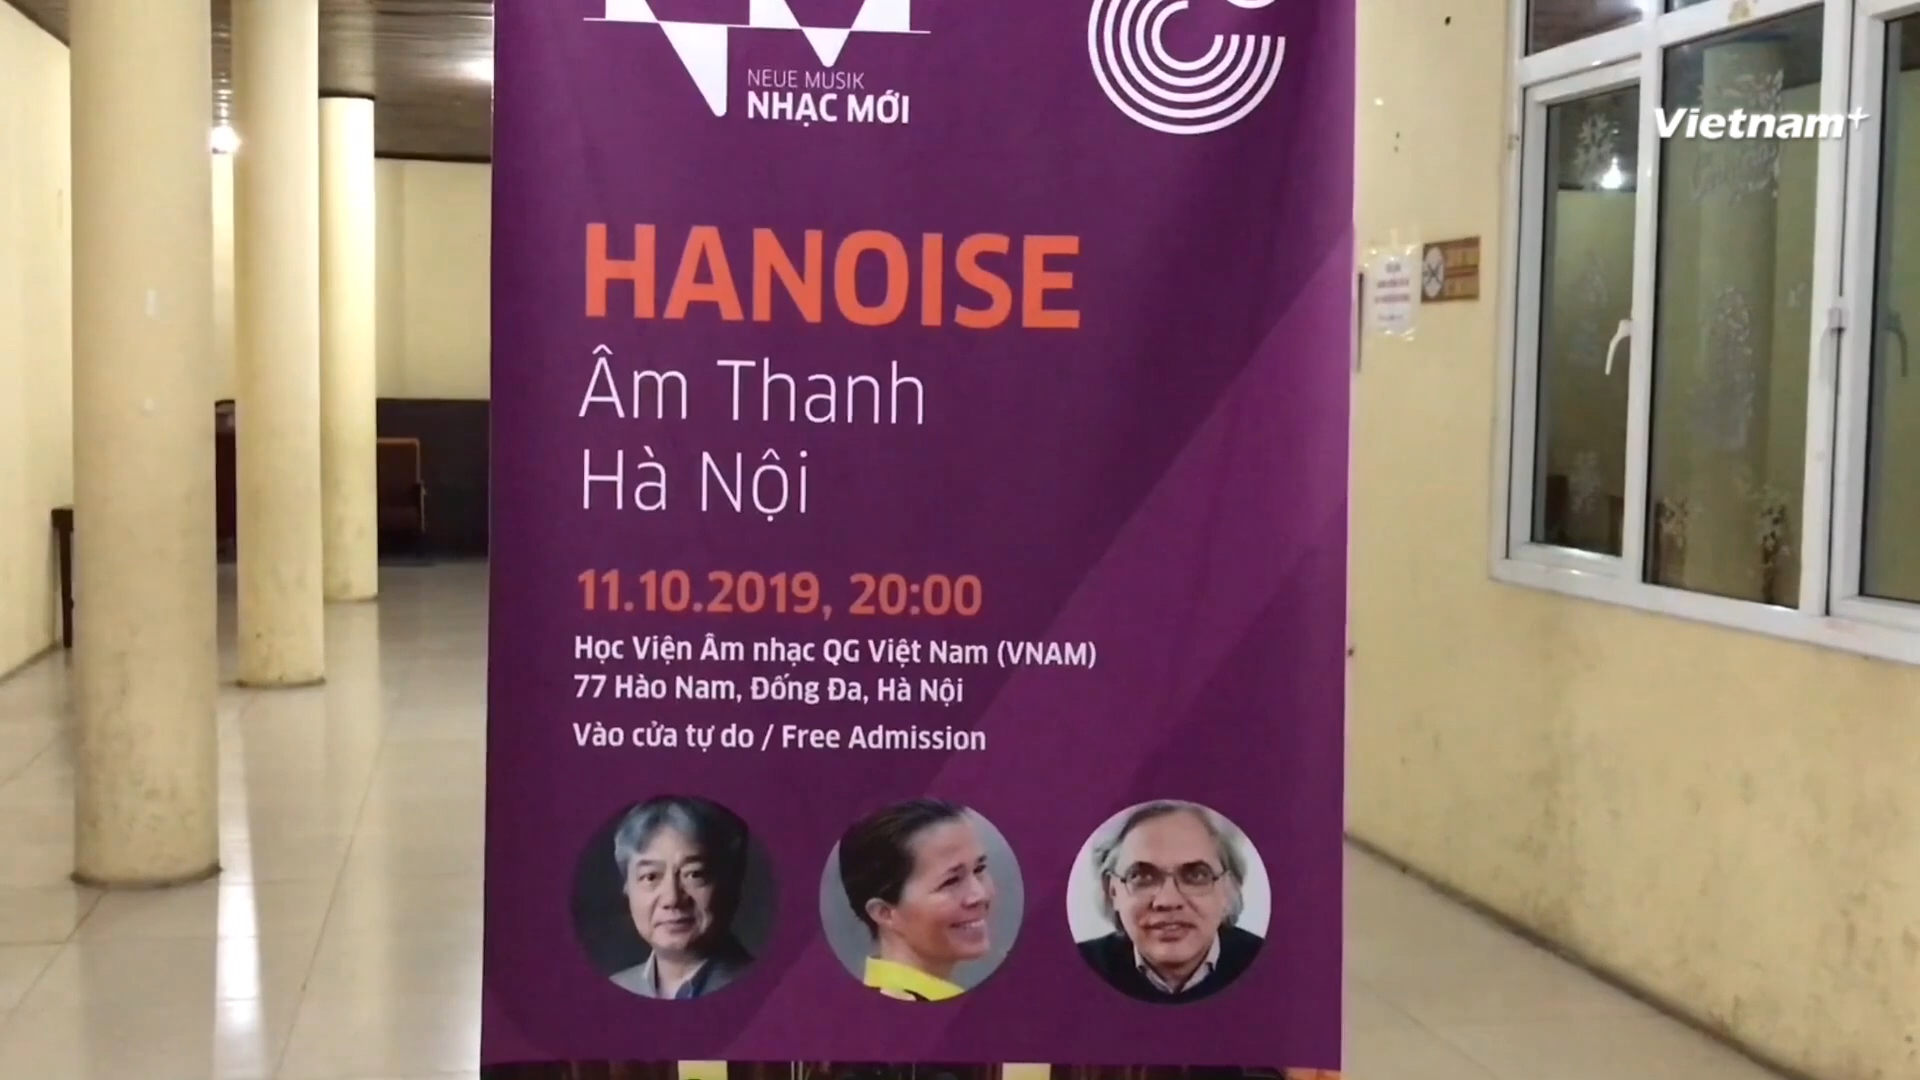 NEUE MUSIK
NHẠC MỚI
Vietnam+
HANOISE
Âm Thanh
Hà Nội
11.10.2019, 20:00
Học Viện Âm nhạc QG Việt Nam (VNAM)
77 Hào Nam, Đống Đa, Hà Nội
Vào cửa tự do / Free Admission